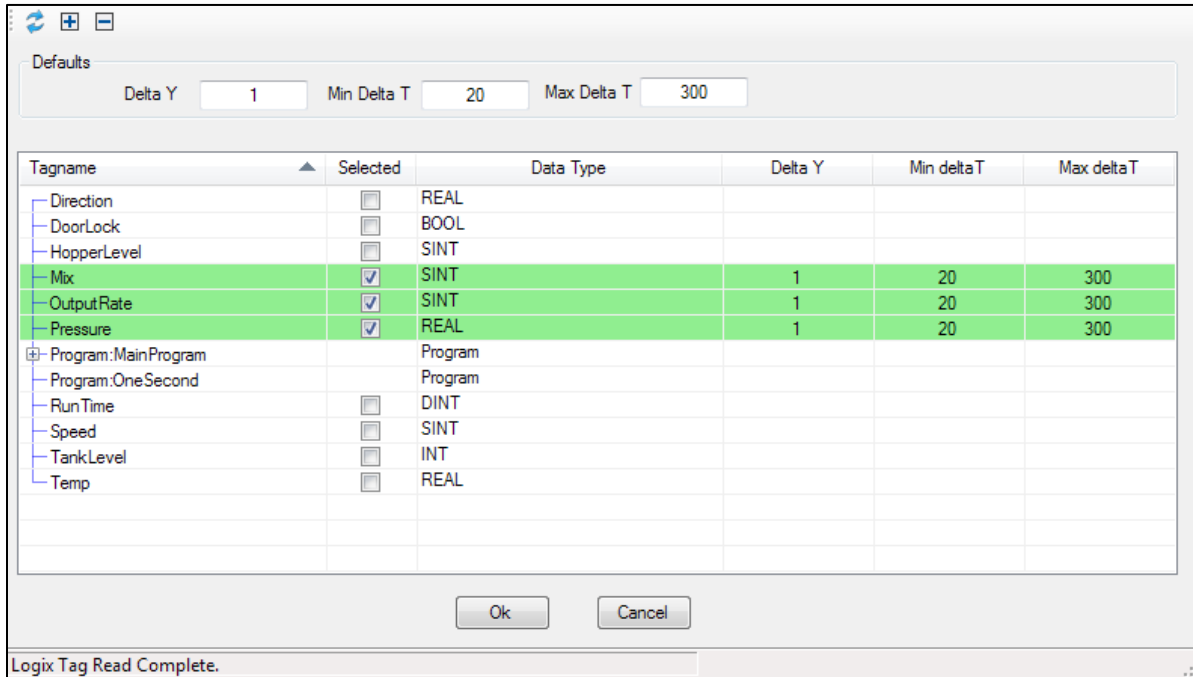 Defaults
Delta Y 1 Min Delta T 20 Max Delta T 300
Tagname Selected Data Type Delta Y Min deltaT Max deltaT
Direction REAL
DoorLock BOOL
HopperLevel SINT
Mix SINT 1 20 300
OutputRate SINT 1 20 300
Pressure REAL 1 20 300
Program:MainProgram Program
Program:OneSecond Program
RunTime DINT
Speed SINT
TankLevel INT
Temp REAL
Ok Cancel
Logix Tag Read Complete.